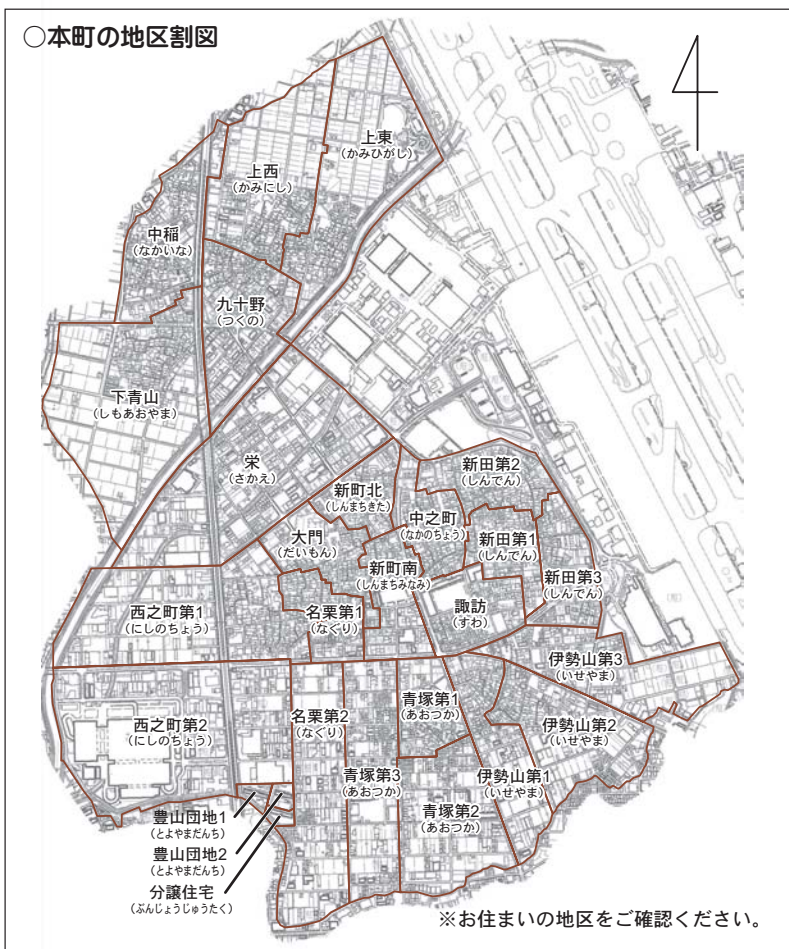 ○本町の地区割図
上東
(かみひがし)
上西
(かみにし)
中稲
(なかいな)
九十野
(つくの)
下青山
(しもあおやま)
栄
(さかえ)
新町北
(しんまちきた)
新田第2
(しんでん)
中之町
(なかのちょう)
大門
(だいもん)
新田第1
(しんでん)
新町南
(しんまちみなみ)
新田第3
(しんでん)
西之町第1
(にしのちょう)
名栗第1
(なぐり)
諏訪
(すわ)
伊勢山第3
(いせやま)
西之町第2
(にしのちょう)
名栗第2
(なぐり)
青塚第1
(あおつか)
伊勢山第2
(いせやま)
青塚第3
(あおつか)
伊勢山第1
(いせやま)
青塚第2
(あおつか)
豊山団地1
(とよやまだんち)
豊山団地2
(とよやまだんち)
分譲住宅
(ぶんじょうじゅうたく)
※お住まいの地区をご確認ください。